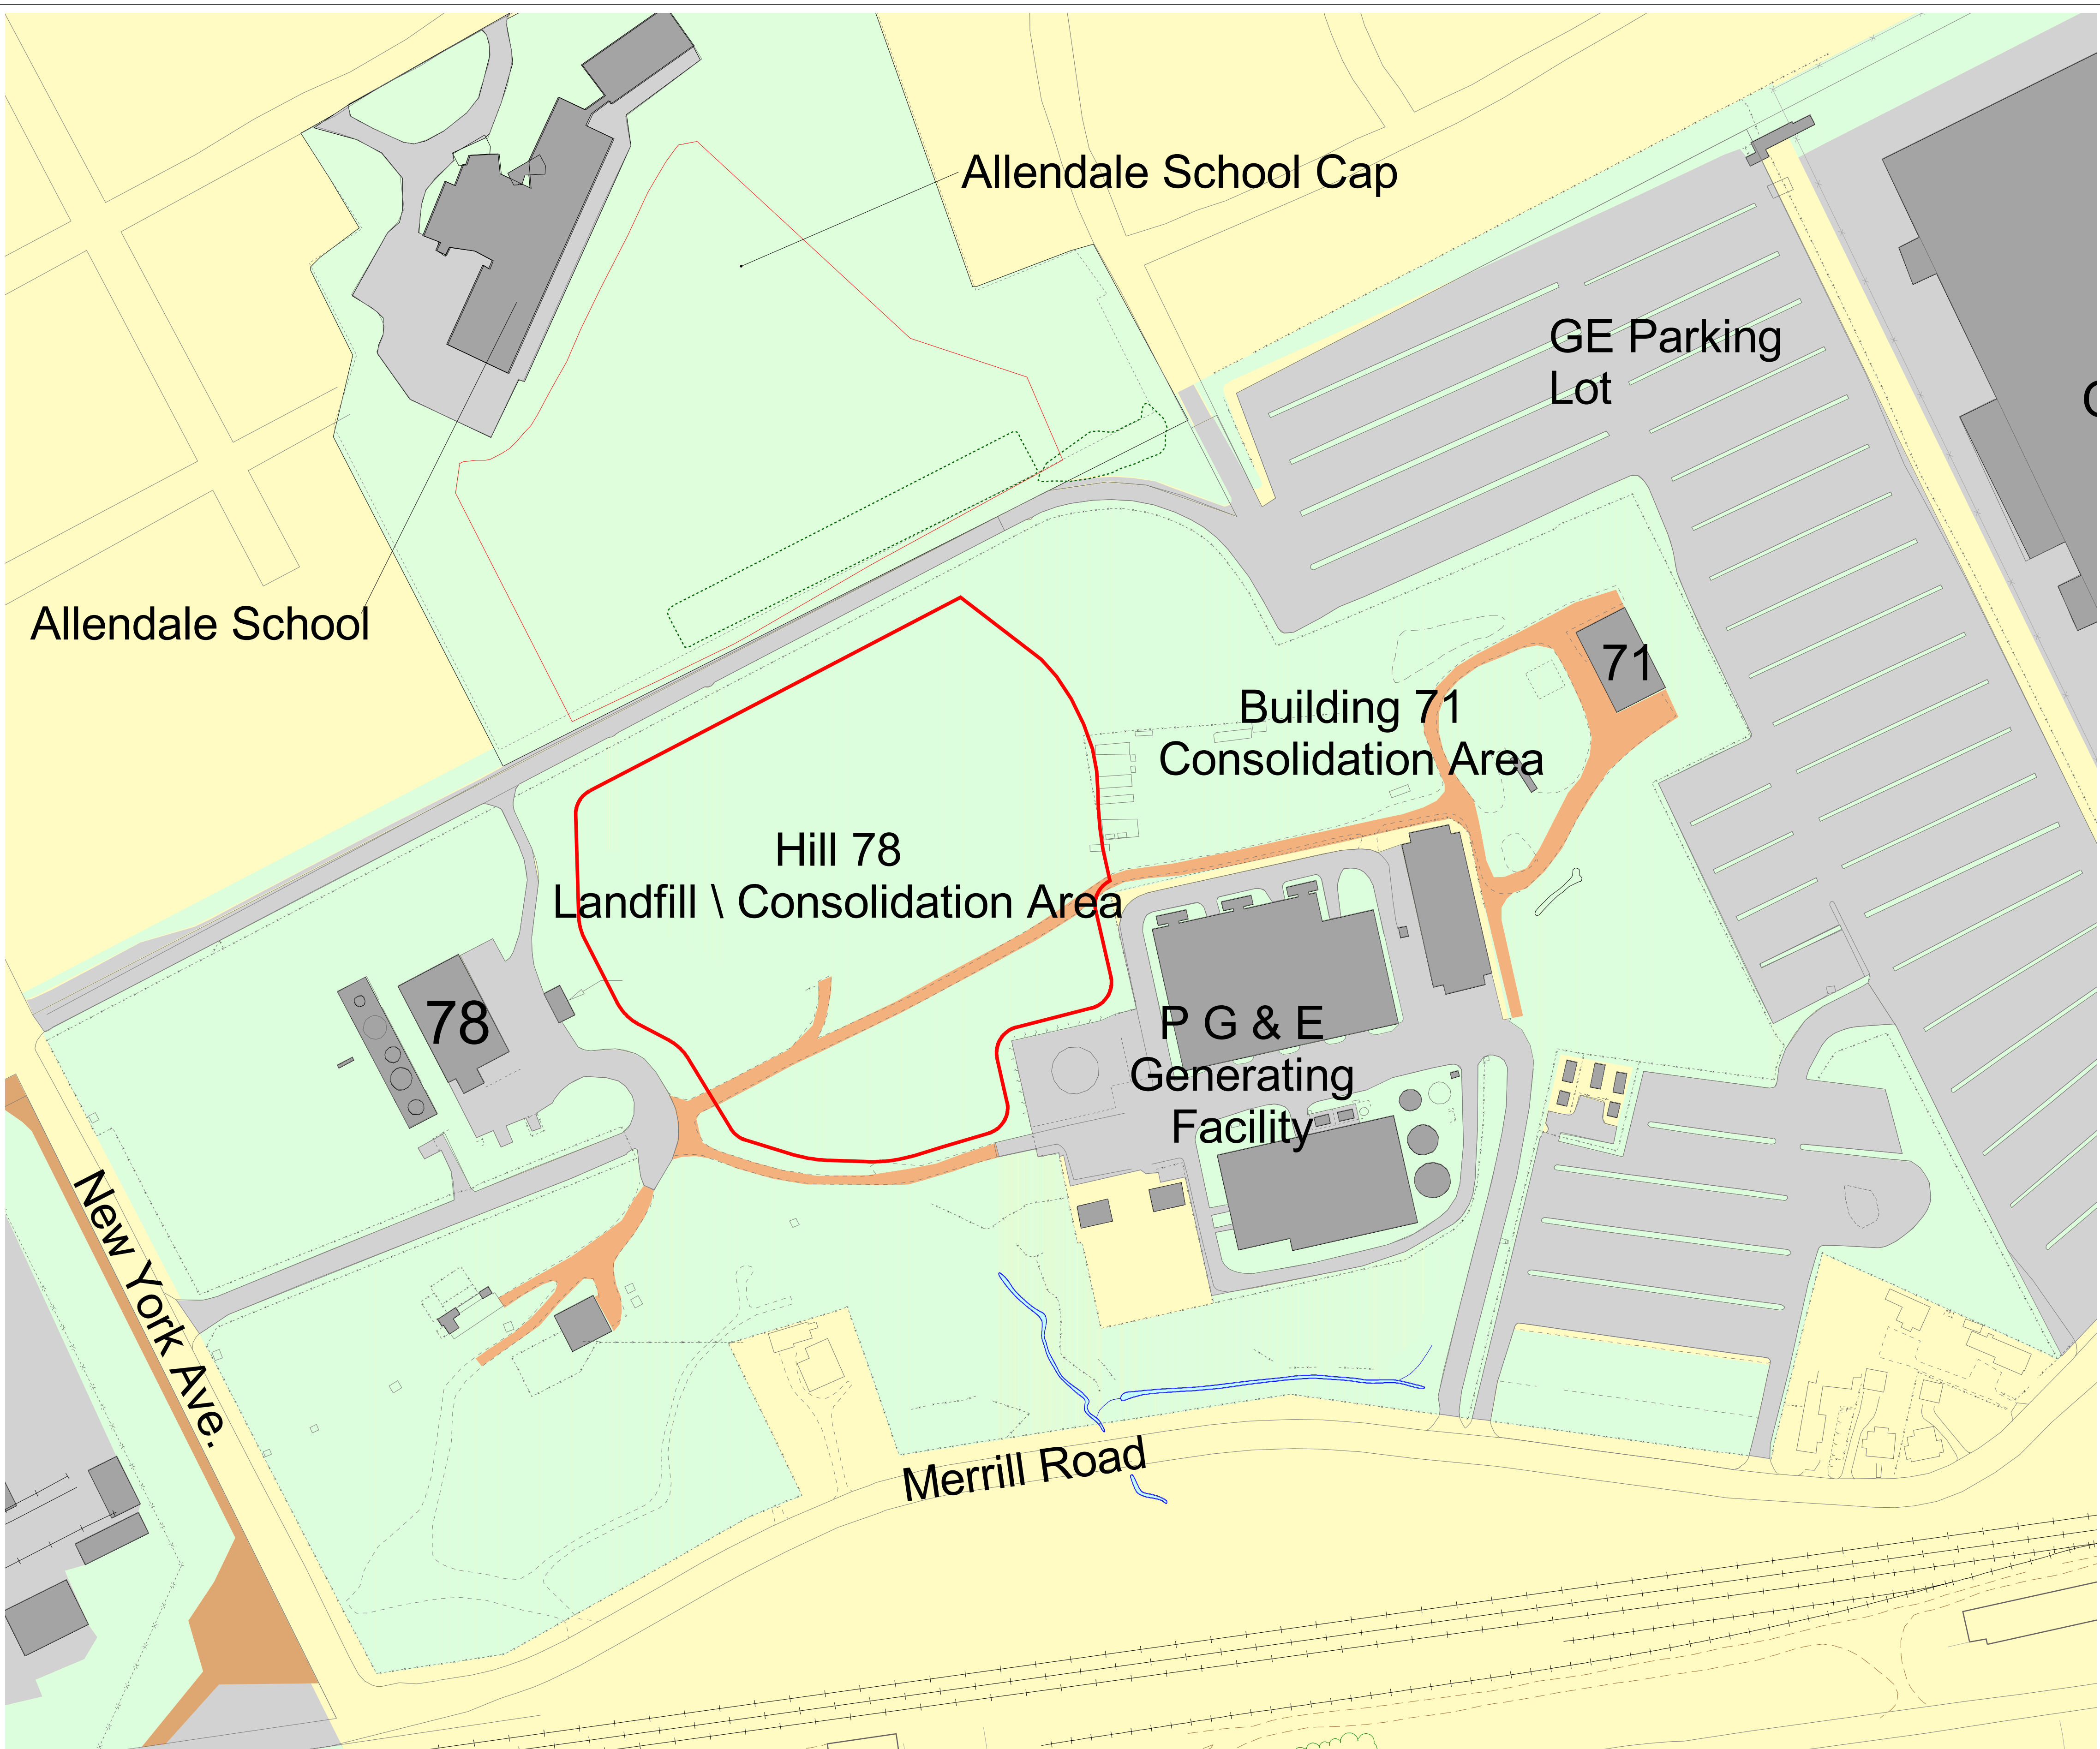 Allendale School Cap
GE Parking
Lot
Allendale School
71
Building 71
Consolidation Area
Hill 78
Landfill \ Consolidation Area
78
P G & E
Generating
Facility
New York Ave.
Merrill Road